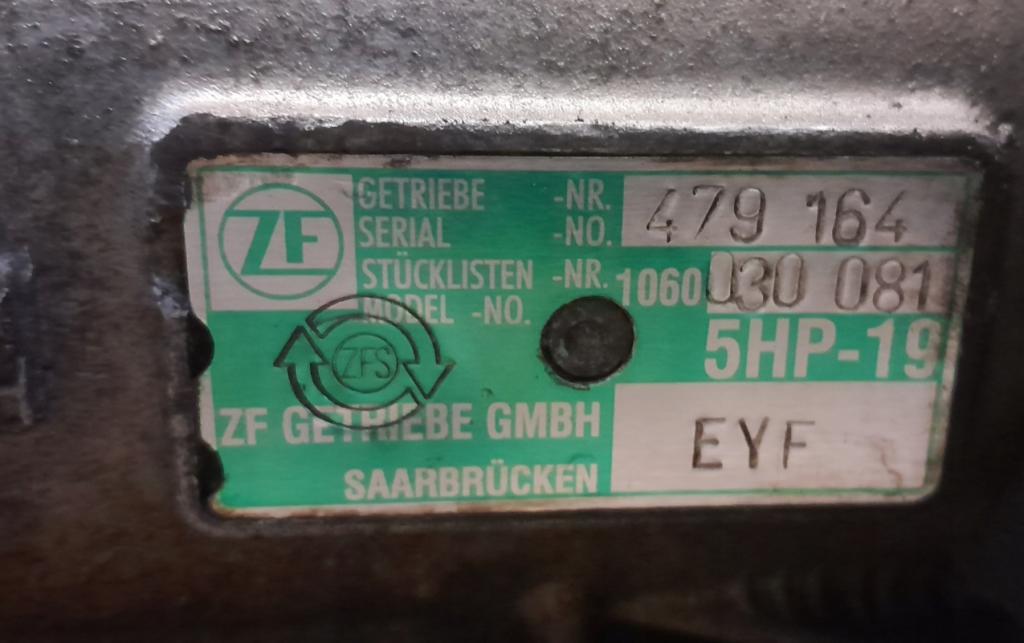 ZF
GETRIEBE -NR. 479 164
SERIAL -NO.
STÜCKLISTEN -NR. 1060 030 081
MODEL -NO.
5HP-19
ZFS
ZF GETRIEBE GMBH
EYF
SAARBRÜCKEN